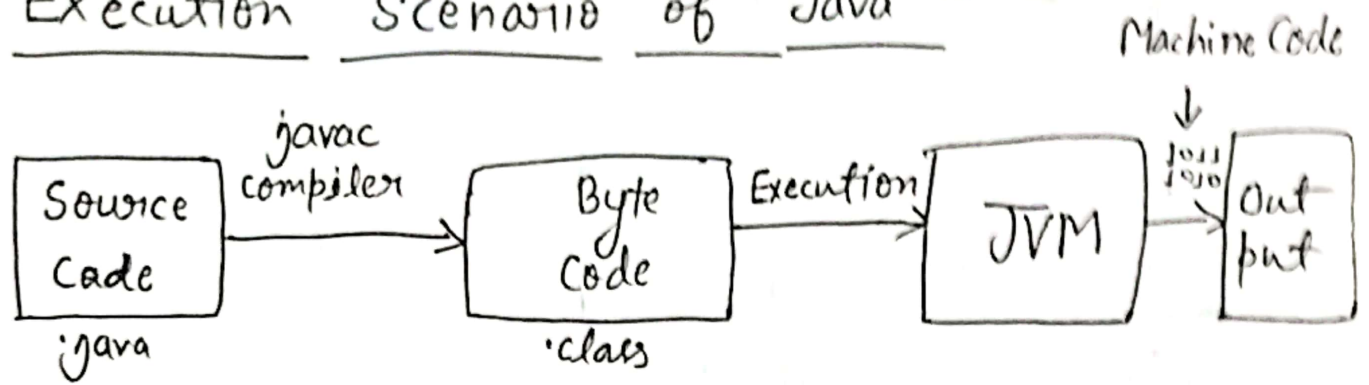 Execution Scenario of Java
Machine Code
javac
compiler
1011
1010
Source
Code
Byte
Code
Execution
JVM
Out
put
.java
.class